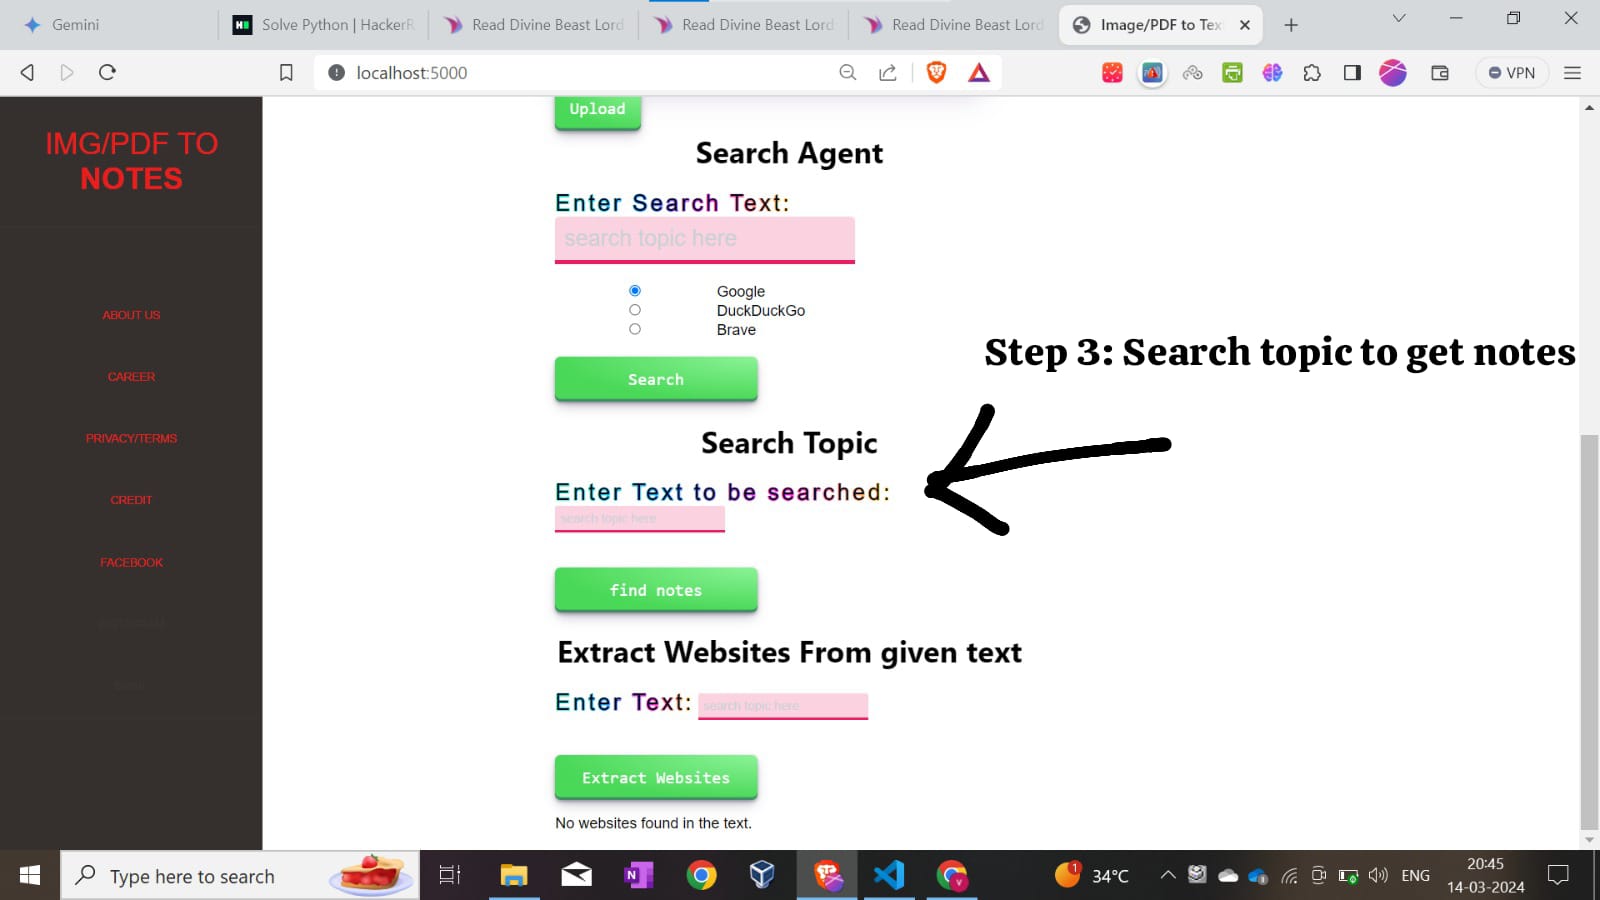 Gemini
Solve Python | HackerR
Read Divine Beast Lord
Read Divine Beast Lord
Read Divine Beast Lord
Image/PDF to Tex
localhost:5000
VPN
IMG/PDF TO
NOTES
ABOUT US
CAREER
PRIVACY/TERMS
CREDIT
FACEBOOK
Upload
Search Agent
Enter Search Text:
search topic here
Google
DuckDuckGo
Brave
Search
Step 3: Search topic to get notes
Search Topic
Enter Text to be searched:
search topic here
find notes
Extract Websites From given text
Enter Text: search topic here
Extract Websites
No websites found in the text.
Type here to search
1
34°C
ENG
20:45
14-03-2024